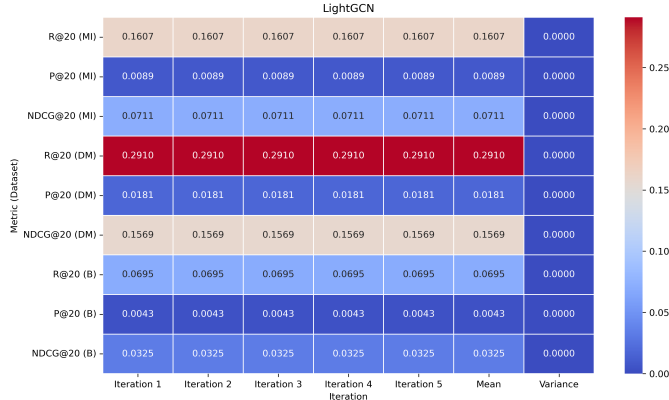 LightGCN
R@20 (MI) 0.1607 0.1607 0.1607 0.1607 0.1607 0.1607 0.0000
P@20 (MI) 0.0089 0.0089 0.0089 0.0089 0.0089 0.0089 0.0000
NDCG@20 (MI) 0.0711 0.0711 0.0711 0.0711 0.0711 0.0711 0.0000
R@20 (DM) 0.2910 0.2910 0.2910 0.2910 0.2910 0.2910 0.0000
P@20 (DM) 0.0181 0.0181 0.0181 0.0181 0.0181 0.0181 0.0000
NDCG@20 (DM) 0.1569 0.1569 0.1569 0.1569 0.1569 0.1569 0.0000
R@20 (B) 0.0695 0.0695 0.0695 0.0695 0.0695 0.0695 0.0000
P@20 (B) 0.0043 0.0043 0.0043 0.0043 0.0043 0.0043 0.0000
NDCG@20 (B) 0.0325 0.0325 0.0325 0.0325 0.0325 0.0325 0.0000
Iteration 1 Iteration 2 Iteration 3 Iteration 4 Iteration 5 Mean Variance
Iteration
Metric (Dataset)
0.25
0.20
0.15
0.10
0.05
0.00